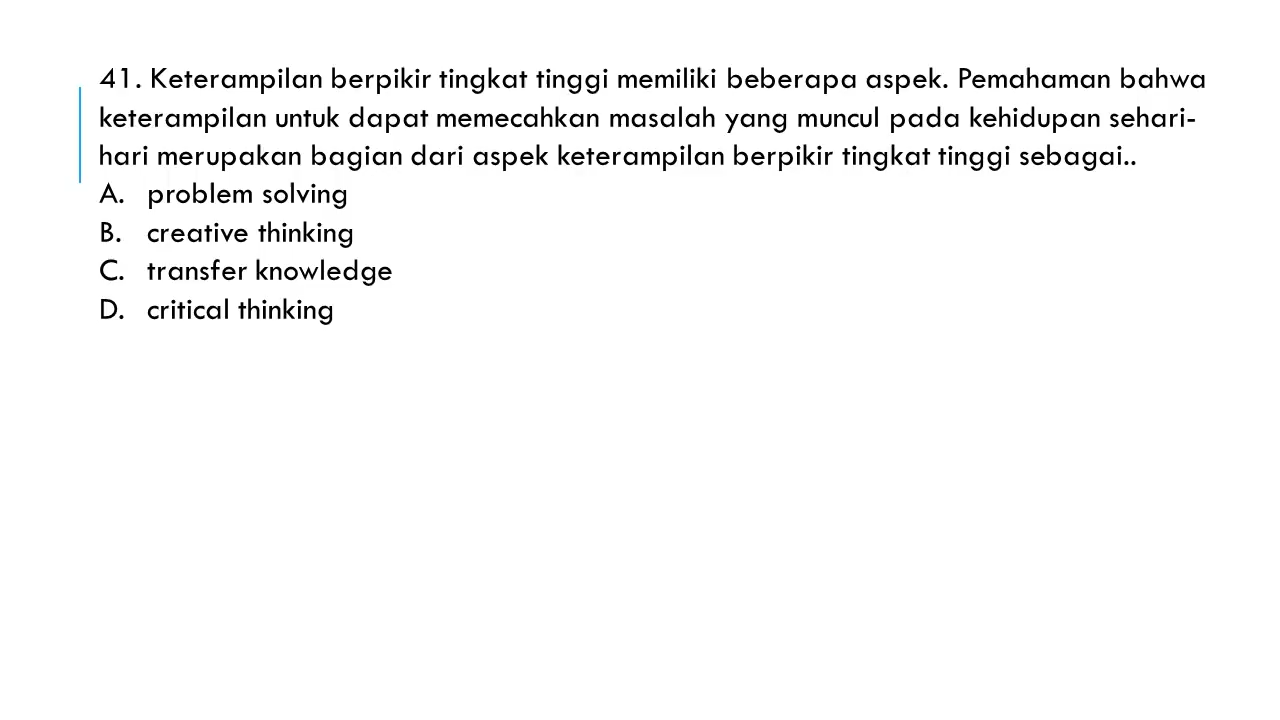 41. Keterampilan berpikir tingkat tinggi memiliki beberapa aspek. Pemahaman bahwa
keterampilan untuk dapat memecahkan masalah yang muncul pada kehidupan sehari-
hari merupakan bagian dari aspek keterampilan berpikir tingkat tinggi sebagai..
A. problem solving
B. creative thinking
C. transfer knowledge
D. critical thinking